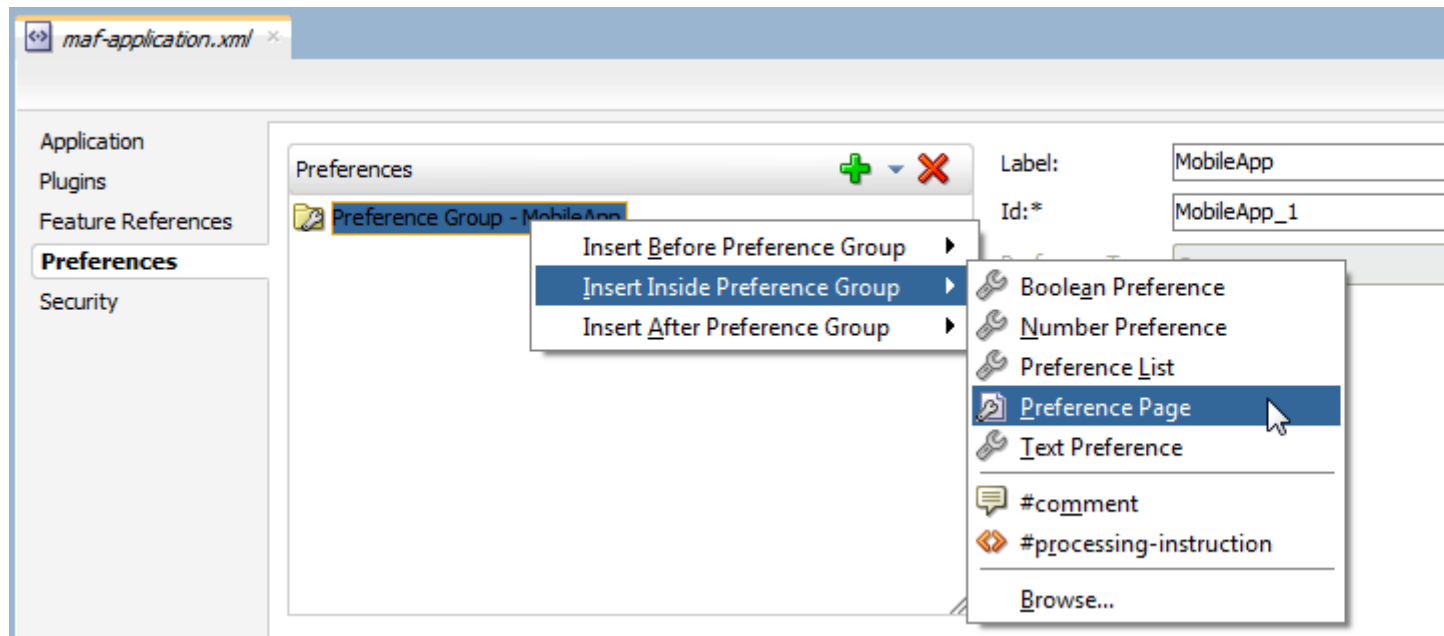 maf-application.xml
Application
Plugins
Feature References
Preferences
Security
Preferences
Preference Group - MobileApp
Label:
MobileApp
Id:*
MobileApp_1
Insert Before Preference Group
Insert Inside Preference Group
Insert After Preference Group
Boolean Preference
Number Preference
Preference List
Preference Page
Text Preference
#comment
#processing-instruction
Browse...